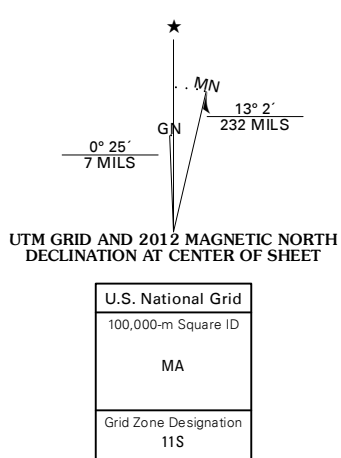 MN
13° 2´
232 MILS
GN
0° 25´
7 MILS
UTM GRID AND 2012 MAGNETIC NORTH
DECLINATION AT CENTER OF SHEET
U.S. National Grid
100,000-m Square ID
MA
Grid Zone Designation
11S